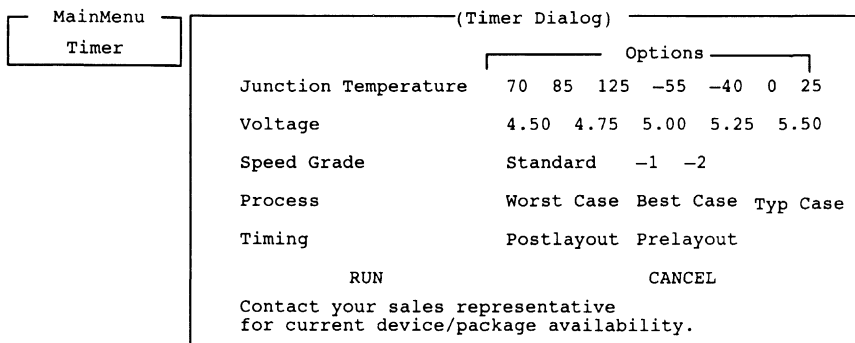 MainMenu
Timer
(Timer Dialog)
Options
Junction Temperature 70 85 125 −55 −40 0 25
Voltage 4.50 4.75 5.00 5.25 5.50
Speed Grade Standard −1 −2
Process Worst Case Best Case Typ Case
Timing Postlayout Prelayout
RUN CANCEL
Contact your sales representative
for current device/package availability.